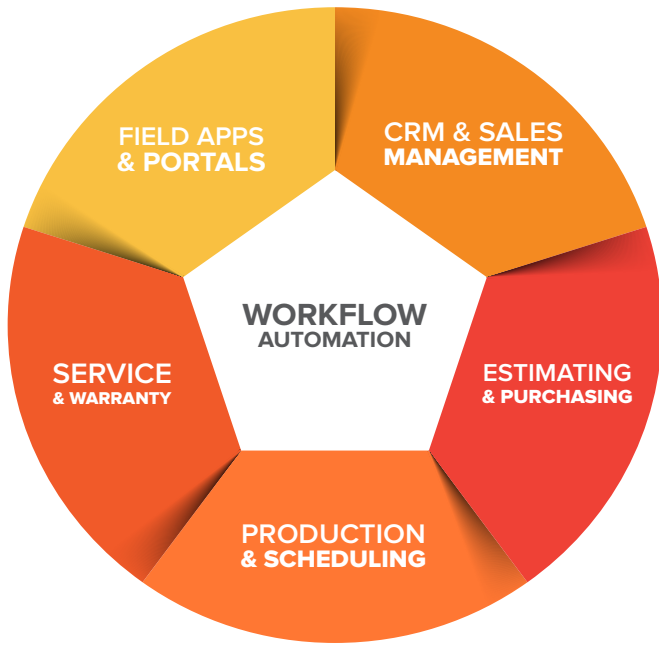 FIELD APPS
& PORTALS
CRM & SALES
MANAGEMENT
WORKFLOW
AUTOMATION
SERVICE
& WARRANTY
ESTIMATING
& PURCHASING
PRODUCTION
& SCHEDULING